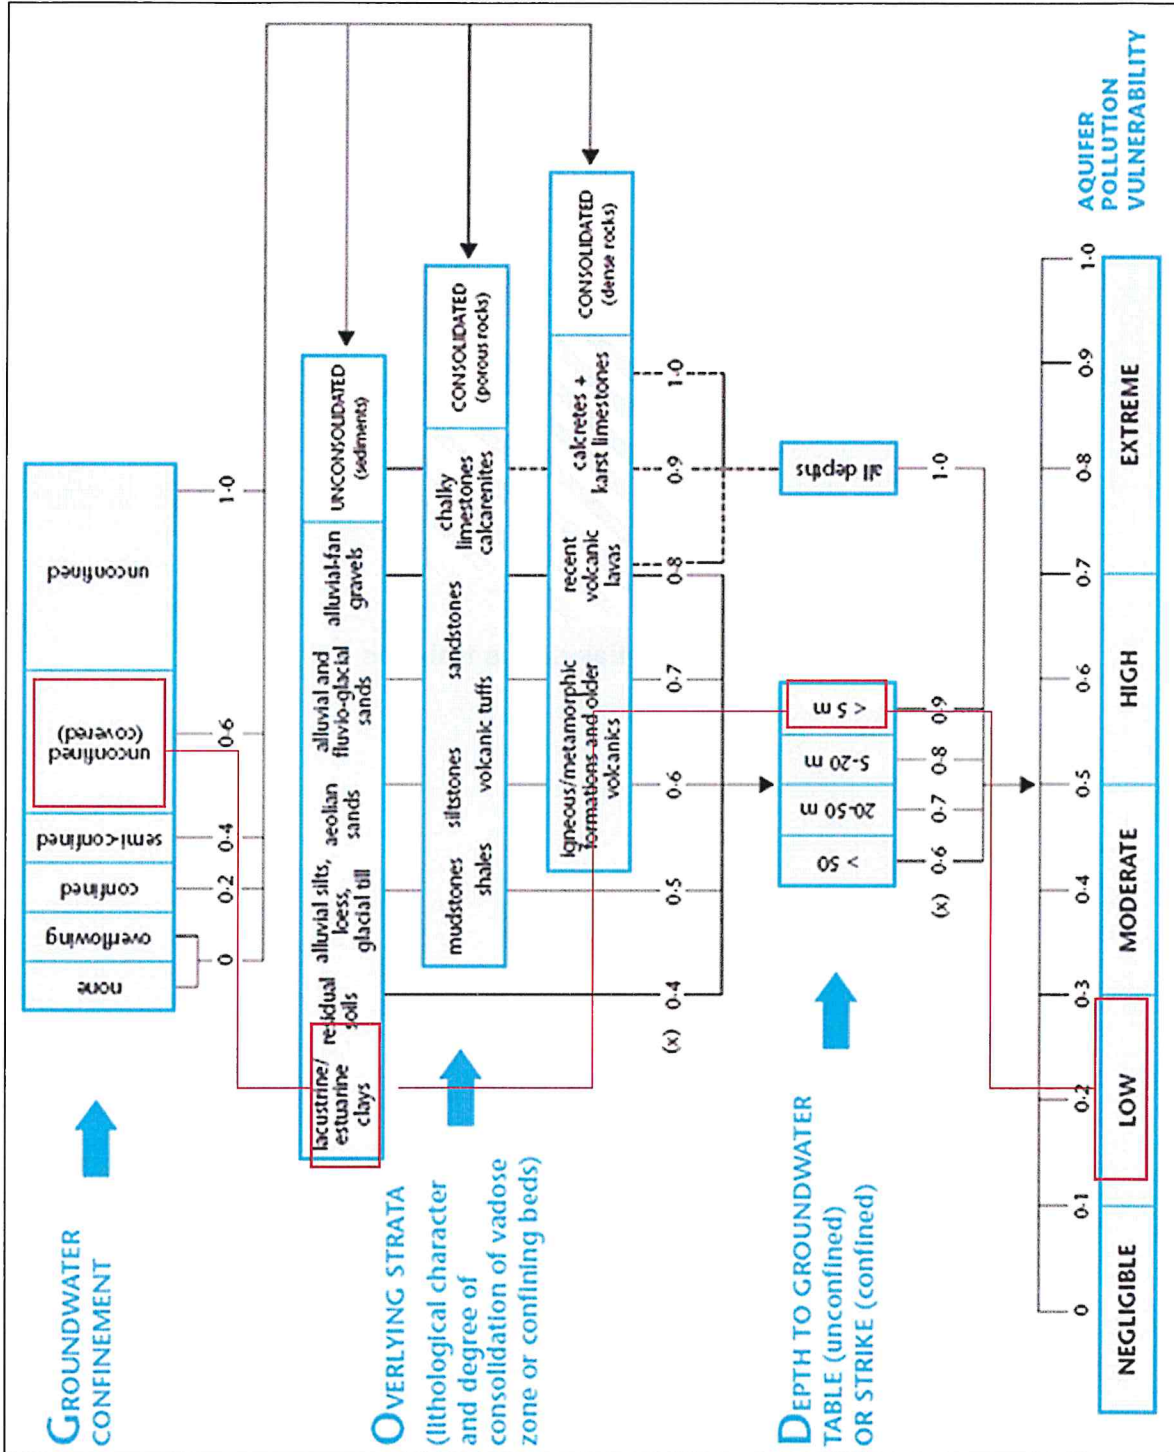 GROUNDWATER
CONFINEMENT
none
overflowing
confined
semi-confined
unconfined
(covered)
unconfined
0
0·2
0·4
0·6
1·0
OVERLYING STRATA
(lithological character
and degree of
consolidation of vadose
zone or confining beds)
lacustrine/
estuarine
clays
residual
soils
alluvial silts,
loess,
glacial till
aeolian
sands
alluvial and
fluvio-glacial
sands
alluvial-fan
gravels
UNCONSOLIDATED
(sediments)
mudstones
shales
siltstones
volcanic tuffs
sandstones
chalky
limestones
calcarenites
CONSOLIDATED
(porous rocks)
igneous/metamorphic
formations and older
volcanics
recent
volcanic
lavas
calcretes +
karst limestones
CONSOLIDATED
(dense rocks)
(x)
0·4
0·5
0·6
0·7
0·8
0·9
1·0
DEPTH TO GROUNDWATER
TABLE (unconfined)
OR STRIKE (confined)
> 50
20-50 m
5-20 m
< 5 m
all depths
(x)
0·6
0·7
0·8
0·9
1·0
0
0·1
0·2
0·3
0·4
0·5
0·6
0·7
0·8
0·9
1·0
NEGLIGIBLE
LOW
MODERATE
HIGH
EXTREME
AQUIFER
POLLUTION
VULNERABILITY